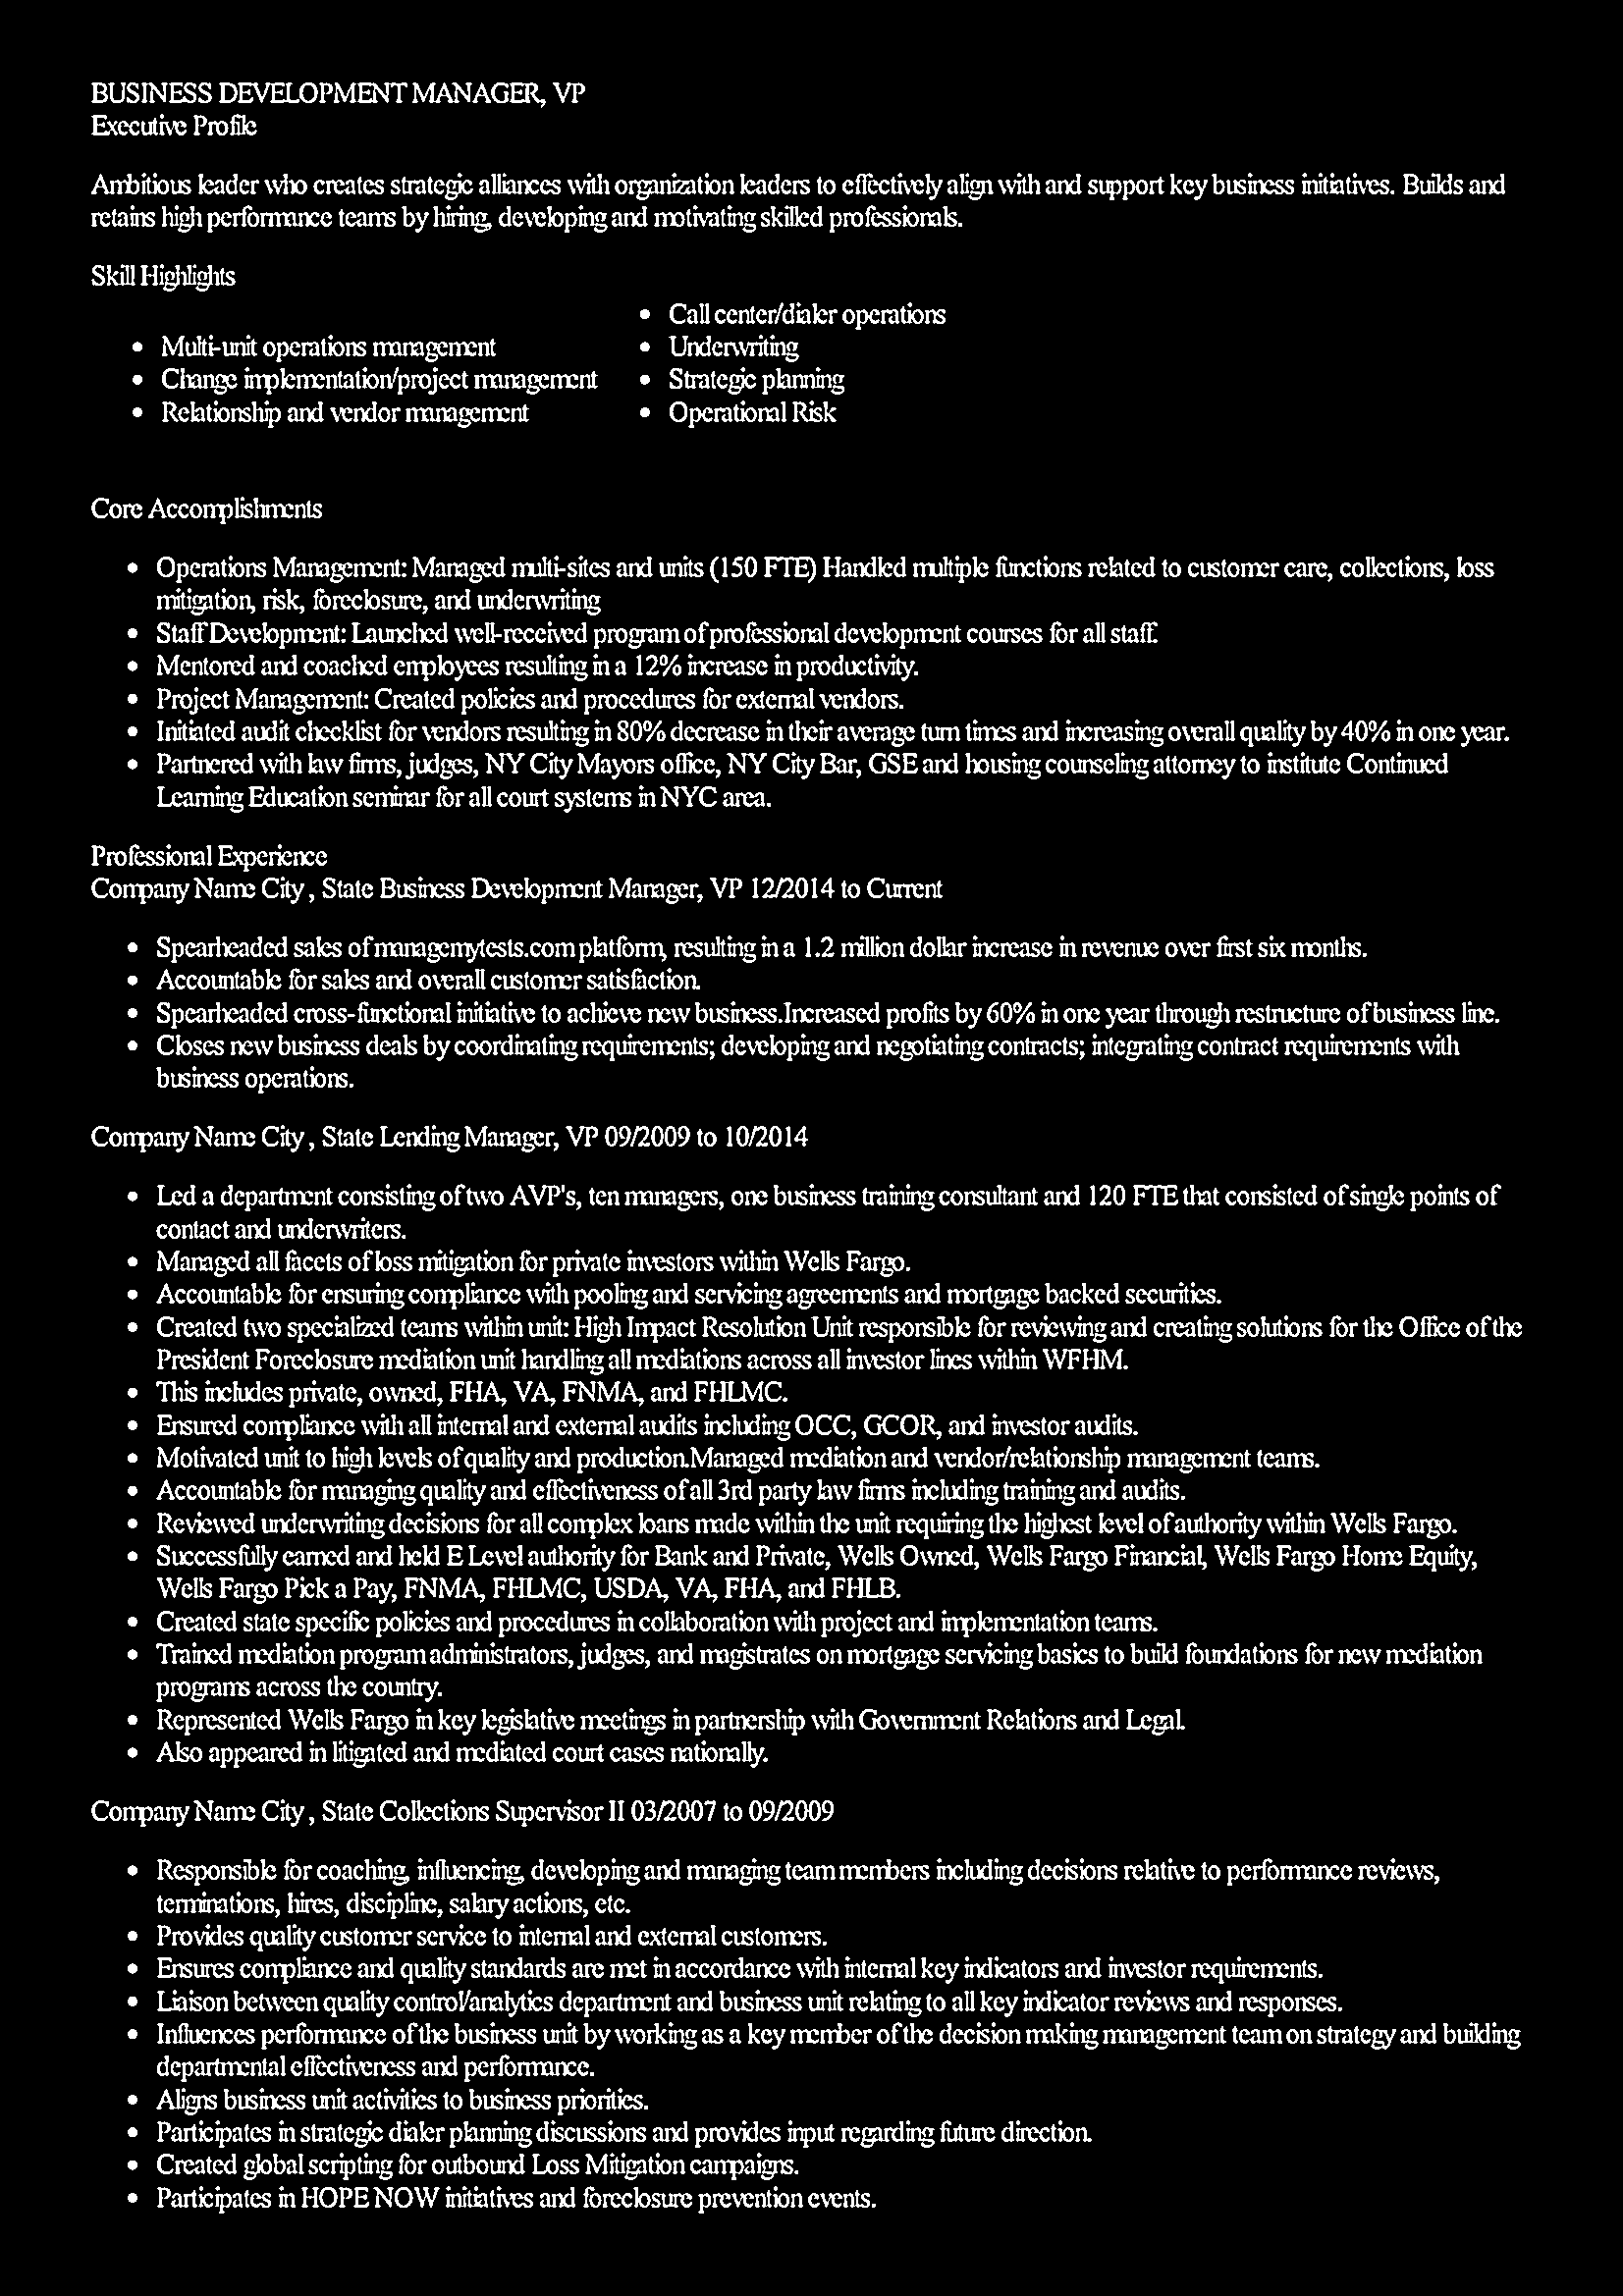 BUSINESS DEVELOPMENT MANAGER, VP
Executive Profile
Ambitious leader who creates strategic alliances with organization leaders to effectively align with and support key business initiatives. Builds and
retains high performance teams by hiring, developing and motivating skilled professionals.
Skill Highlights
• Multi-unit operations management
• Change implementation/project management
• Relationship and vendor management
• Call center/dialer operations
• Underwriting
• Strategic planning
• Operational Risk
Core Accomplishments
• Operations Management: Managed multi-sites and units (150 FTE) Handled multiple functions related to customer care, collections, loss
mitigation, risk, foreclosure, and underwriting
• Staff Development: Launched well-received program of professional development courses for all staff.
• Mentored and coached employees resulting in a 12% increase in productivity.
• Project Management: Created policies and procedures for external vendors.
• Initiated audit checklist for vendors resulting in 80% decrease in their average turn times and increasing overall quality by 40% in one year.
• Partnered with law firms, judges, NY City Mayors office, NY City Bar, GSE and housing counseling attorney to institute Continued
Learning Education seminar for all court systems in NYC area.
Professional Experience
Company Name City , State Business Development Manager, VP 12/2014 to Current
• Spearheaded sales of managemytests.com platform, resulting in a 1.2 million dollar increase in revenue over first six months.
• Accountable for sales and overall customer satisfaction.
• Spearheaded cross-functional initiative to achieve new business.Increased profits by 60% in one year through restructure of business line.
• Closes new business deals by coordinating requirements; developing and negotiating contracts; integrating contract requirements with
business operations.
Company Name City , State Lending Manager, VP 09/2009 to 10/2014
• Led a department consisting of two AVP's, ten managers, one business training consultant and 120 FTE that consisted of single points of
contact and underwriters.
• Managed all facets of loss mitigation for private investors within Wells Fargo.
• Accountable for ensuring compliance with pooling and servicing agreements and mortgage backed securities.
• Created two specialized teams within unit: High Impact Resolution Unit responsible for reviewing and creating solutions for the Office of the
President Foreclosure mediation unit handling all mediations across all investor lines within WFHM.
• This includes private, owned, FHA, VA, FNMA, and FHLMC.
• Ensured compliance with all internal and external audits including OCC, GCOR, and investor audits.
• Motivated unit to high levels of quality and production.Managed mediation and vendor/relationship management teams.
• Accountable for managing quality and effectiveness of all 3rd party law firms including training and audits.
• Reviewed underwriting decisions for all complex loans made within the unit requiring the highest level of authority within Wells Fargo.
• Successfully earned and held E Level authority for Bank and Private, Wells Owned, Wells Fargo Financial, Wells Fargo Home Equity,
Wells Fargo Pick a Pay, FNMA, FHLMC, USDA, VA, FHA, and FHLB.
• Created state specific policies and procedures in collaboration with project and implementation teams.
• Trained mediation program administrators, judges, and magistrates on mortgage servicing basics to build foundations for new mediation
programs across the country.
• Represented Wells Fargo in key legislative meetings in partnership with Government Relations and Legal.
• Also appeared in litigated and mediated court cases nationally.
Company Name City , State Collections Supervisor II 03/2007 to 09/2009
• Responsible for coaching, influencing, developing and managing team members including decisions relative to performance reviews,
terminations, hires, discipline, salary actions, etc.
• Provides quality customer service to internal and external customers.
• Ensures compliance and quality standards are met in accordance with internal key indicators and investor requirements.
• Liaison between quality control/analytics department and business unit relating to all key indicator reviews and responses.
• Influences performance of the business unit by working as a key member of the decision making management team on strategy and building
departmental effectiveness and performance.
• Aligns business unit activities to business priorities.
• Participates in strategic dialer planning discussions and provides input regarding future direction.
• Created global scripting for outbound Loss Mitigation campaigns.
• Participates in HOPE NOW initiatives and foreclosure prevention events.